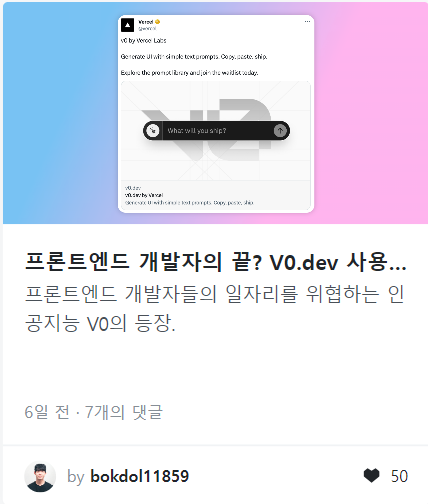 Vercel
@vercel
v0 by Vercel Labs
Generate UI with simple text prompts. Copy, paste, ship.
Explore the prompt library and join the waitlist today.
V0
What will you ship?
v0.dev
v0.dev by Vercel
Generate UI with simple text prompts. Copy, paste, ship
프론트엔드 개발자의 끝? V0.dev 사용...
프론트엔드 개발자들의 일자리를 위협하는 인
공지능 V0의 등장.
6일 전 · 7개의 댓글
by bokdol11859
50